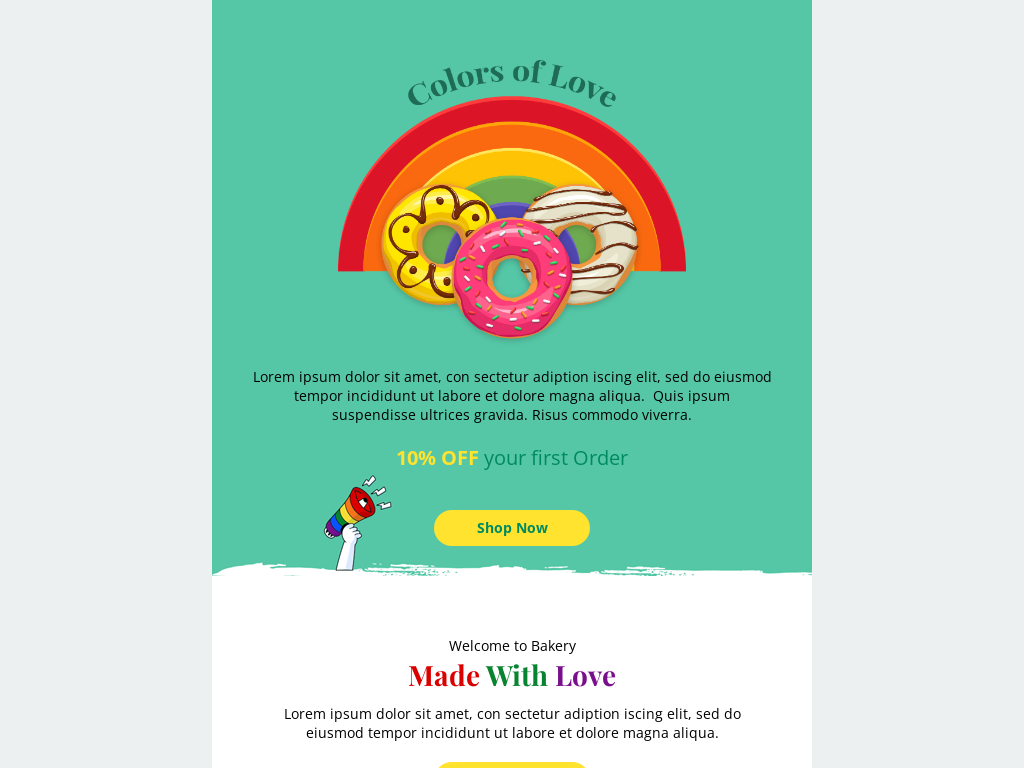 Colors of Love
Lorem ipsum dolor sit amet, con sectetur adiption iscing elit, sed do eiusmod
tempor incididunt ut labore et dolore magna aliqua.  Quis ipsum
suspendisse ultrices gravida. Risus commodo viverra.
10% OFF your first Order
Shop Now
Welcome to Bakery
Made With Love
Lorem ipsum dolor sit amet, con sectetur adiption iscing elit, sed do
eiusmod tempor incididunt ut labore et dolore magna aliqua.